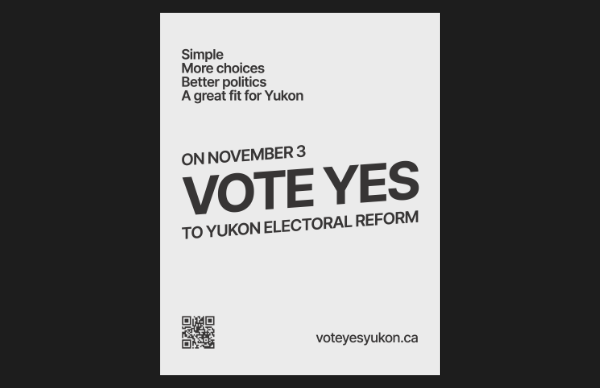 Simple
More choices
Better politics
A great fit for Yukon
ON NOVEMBER 3
VOTE YES
TO YUKON ELECTORAL REFORM
voteyesyukon.ca